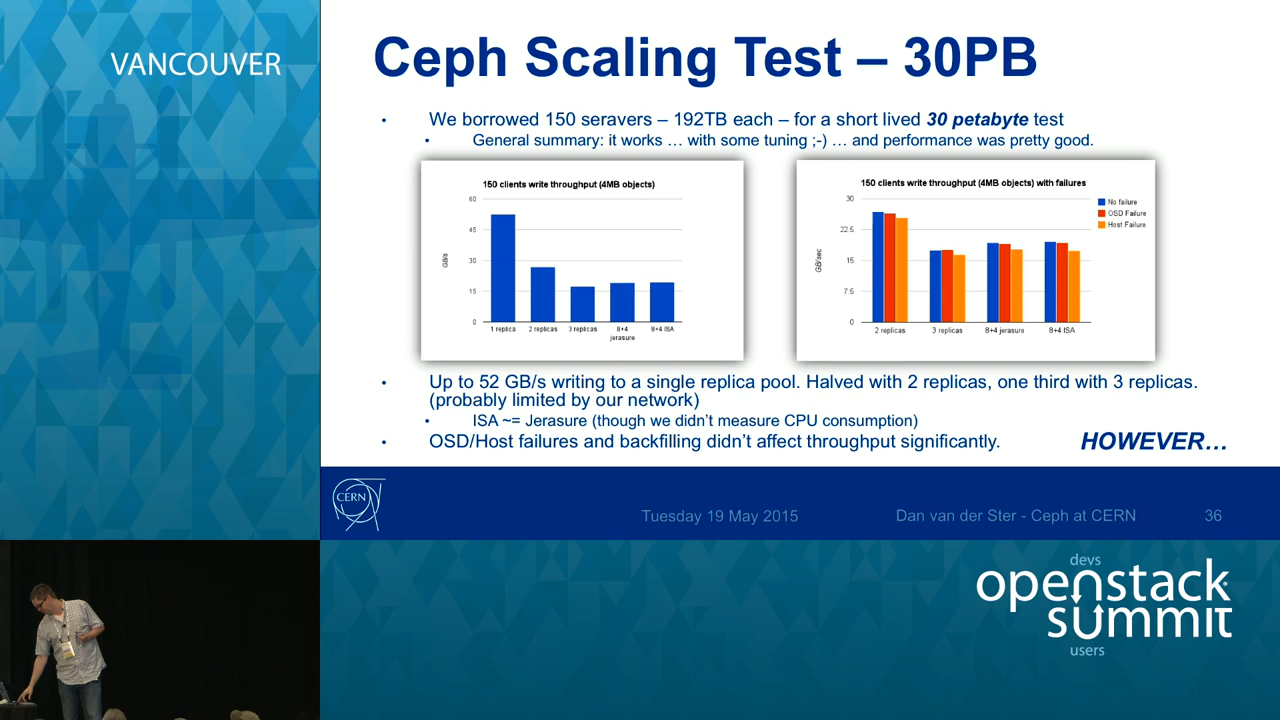 VANCOUVER
Ceph Scaling Test – 30PB
• We borrowed 150 seravers – 192TB each – for a short lived 30 petabyte test
• General summary: it works … with some tuning ;-) … and performance was pretty good.
150 clients write throughput (4MB objects)
60
45
30
15
0
GB/s
1 replica 2 replicas 3 replicas 8+4 jerasure 8+4 ISA
150 clients write throughput (4MB objects) with failures
30
22.5
15
7.5
0
GB/sec
2 replicas 3 replicas 8+4 jerasure 8+4 ISA
No failure
OSD Failure
Host Failure
• Up to 52 GB/s writing to a single replica pool. Halved with 2 replicas, one third with 3 replicas.
(probably limited by our network)
• ISA ~= Jerasure (though we didn't measure CPU consumption)
• OSD/Host failures and backfilling didn't affect throughput significantly.
HOWEVER…
CERN
Tuesday 19 May 2015
Dan van der Ster - Ceph at CERN
36
devs
openstack
summit
users